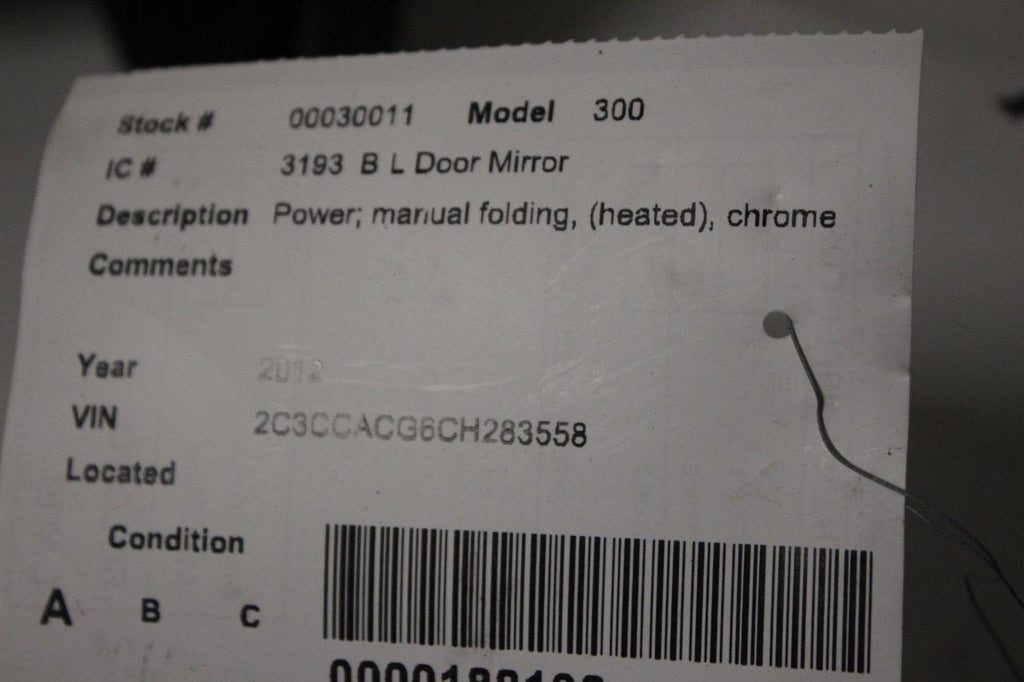 Stock # 00030011 Model 300
IC # 3193 B L Door Mirror
Description Power; manual folding, (heated), chrome
Comments
Year 2012
VIN 2C3CCACG6CH283558
Located
Condition
A B C